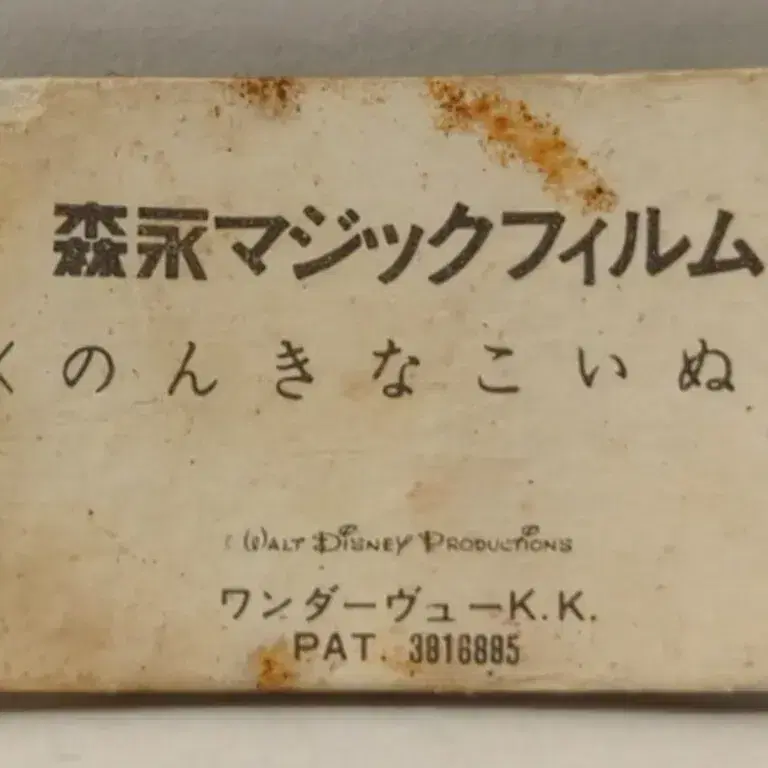 森永マジックフィルム
くのんきなこいぬ
© WALT DISNEY PRODUCTIONS
ワンダーヴューK.K.
PAT. 3816885